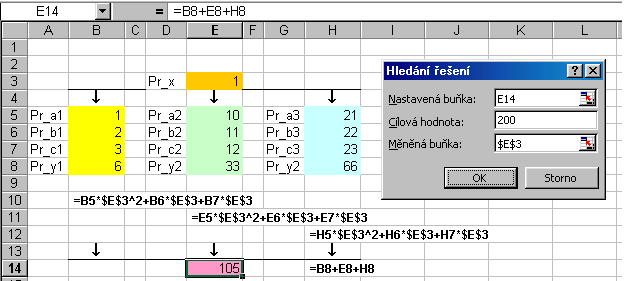 E14 = =B8+E8+H8
A B C D E F G H I J K L
1
2
3 Pr_x 1
4
5 Pr_a1 1 Pr_a2 10 Pr_a3 21
6 Pr_b1 2 Pr_b2 11 Pr_b3 22
7 Pr_c1 3 Pr_c2 12 Pr_c3 23
8 Pr_y1 6 Pr_y2 33 Pr_y2 66
9
10 =B5*$E$3^2+B6*$E$3+B7*$E$3
11 =E5*$E$3^2+E6*$E$3+E7*$E$3
12 =H5*$E$3^2+H6*$E$3+H7*$E$3
13
14 105 =B8+E8+H8
Hledání řešení
Nastavená buňka: E14
Cílová hodnota: 200
Měněná buňka: $E$3
OK Storno